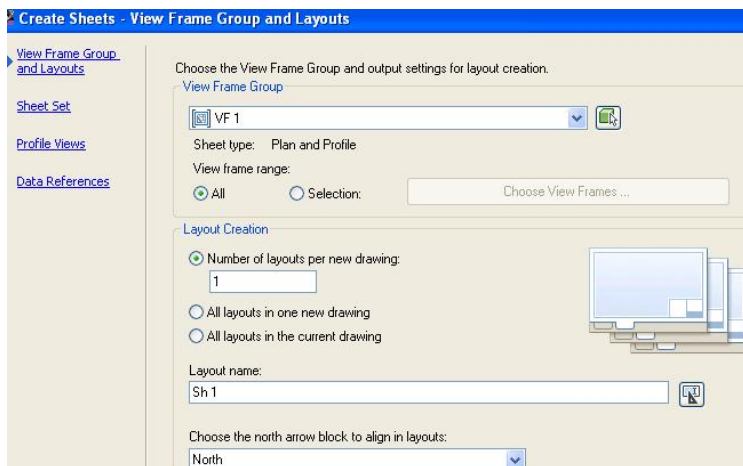 Create Sheets - View Frame Group and Layouts
View Frame Group
and Layouts
Sheet Set
Profile Views
Data References
Choose the View Frame Group and output settings for layout creation.
View Frame Group
VF 1
Sheet type: Plan and Profile
View frame range:
All
Selection:
Choose View Frames ...
Layout Creation
Number of layouts per new drawing:
1
All layouts in one new drawing
All layouts in the current drawing
Layout name:
Sh 1
Choose the north arrow block to align in layouts:
North